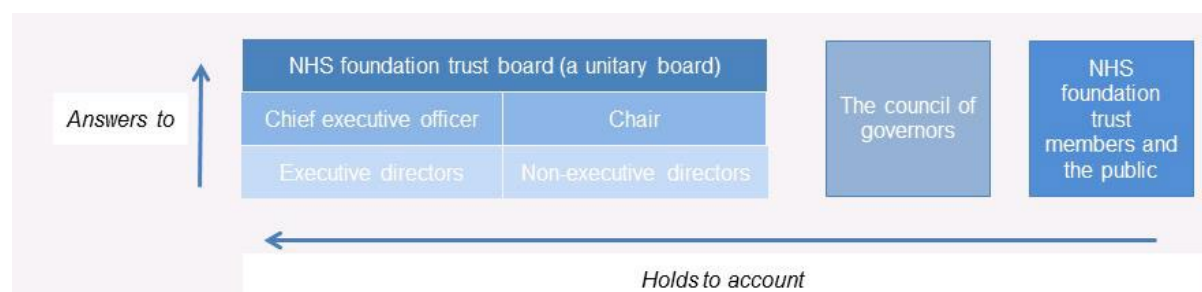 Answers to
NHS foundation trust board (a unitary board)
Chief executive officer
Chair
Executive directors
Non-executive directors
The council of
governors
NHS
foundation
trust
members and
the public
Holds to account